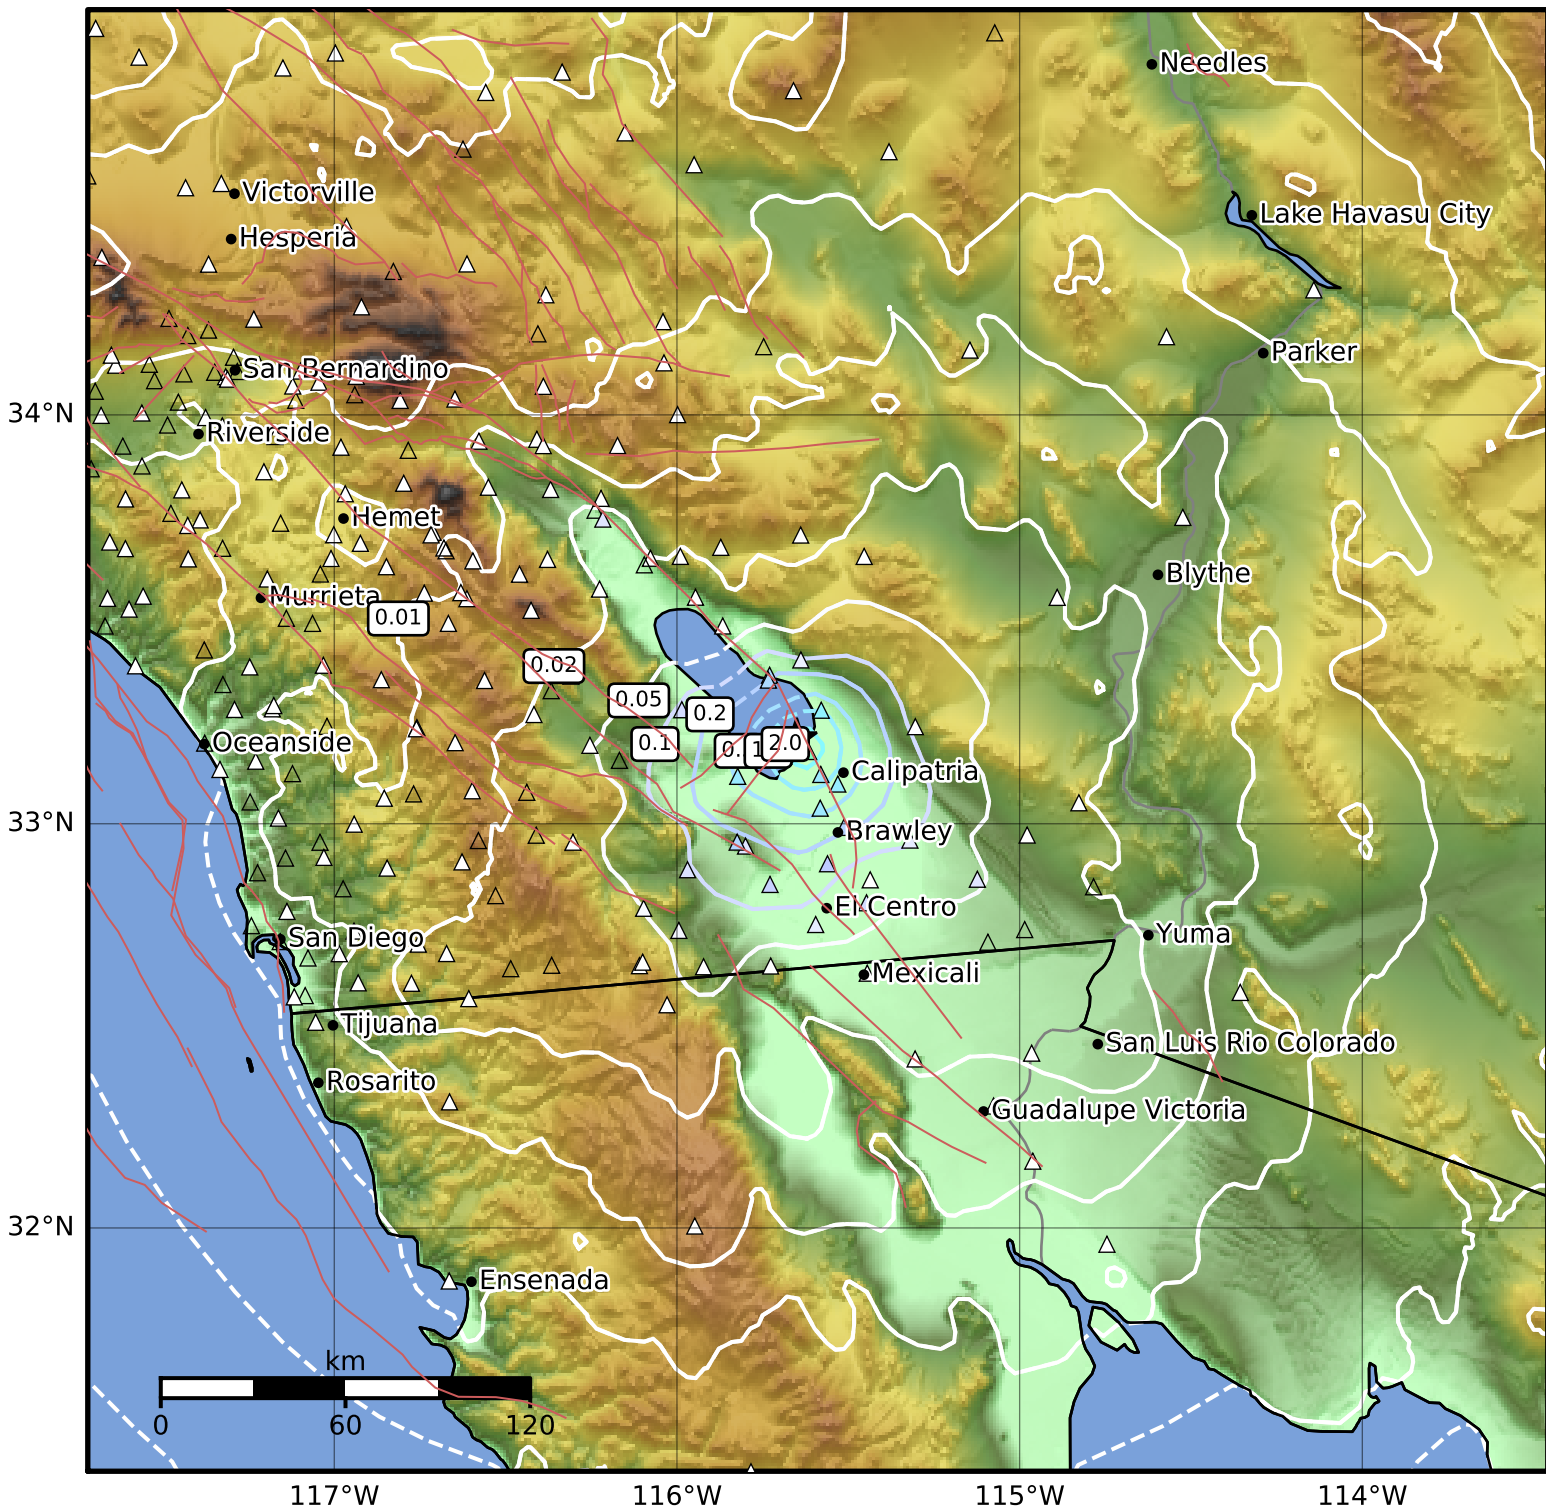 Needles
Victorville
Lake Havasu City
Hesperia
Parker
San Bernardino
34°N
Riverside
Hemet
Blythe
Murrieta
0.01
0.02
0.05
0.2
0.1
2.0
Oceanside
Calipatria
33°N
Brawley
El Centro
San Diego
Yuma
Mexicali
Tijuana
San Luis Rio Colorado
Rosarito
Guadalupe Victoria
32°N
Ensenada
km
0 60 120
117°W 116°W 115°W 114°W